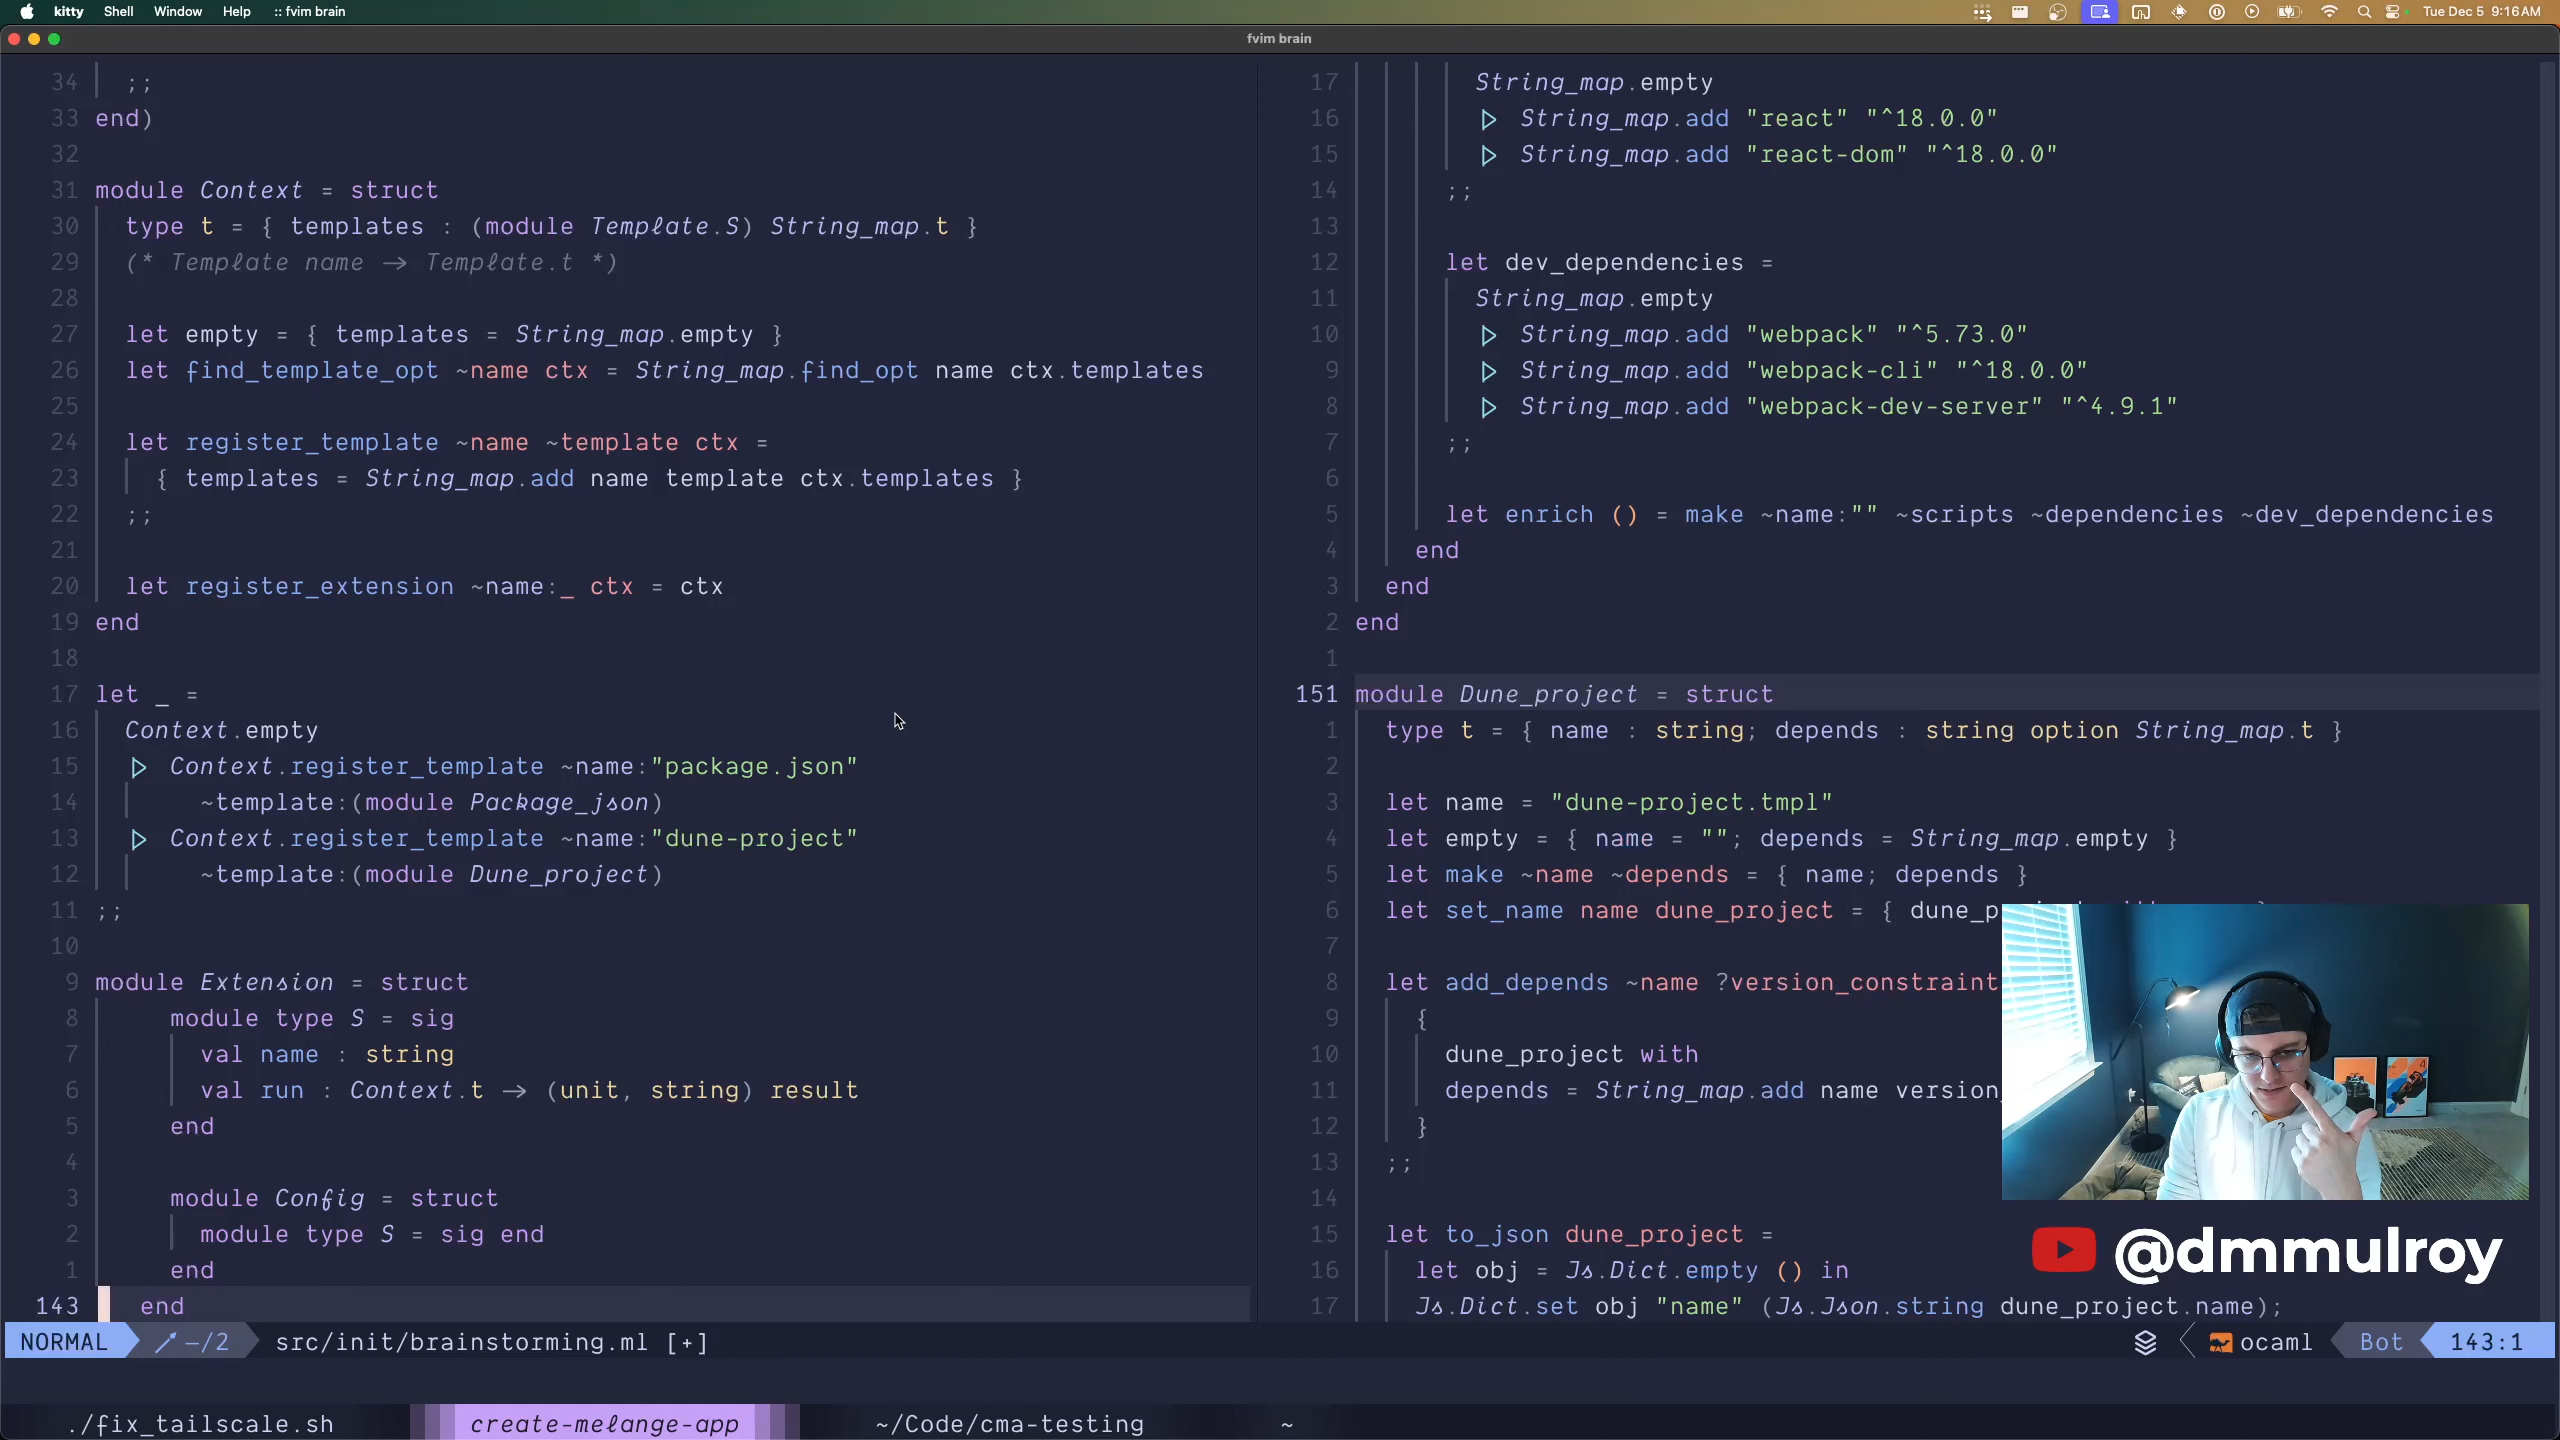 kitty Shell Window Help :: fvim brain
Tue Dec 5 9:16 AM
fvim brain
34 ;;
33 end)
32
31 module Context = struct
30 type t = { templates : (module Template.S) String_map.t }
29 (* Template name -> Template.t *)
28
27 let empty = { templates = String_map.empty }
26 let find_template_opt ~name ctx = String_map.find_opt name ctx.templates
25
24 let register_template ~name ~template ctx =
23 { templates = String_map.add name template ctx.templates }
22 ;;
21
20 let register_extension ~name:_ ctx = ctx
19 end
18
17 let _ =
16 Context.empty
15 |> Context.register_template ~name:"package.json"
14 ~template:(module Package_json)
13 |> Context.register_template ~name:"dune-project"
12 ~template:(module Dune_project)
11 ;;
10
9 module Extension = struct
8 module type S = sig
7 val name : string
6 val run : Context.t -> (unit, string) result
5 end
4
3 module Config = struct
2 module type S = sig end
1 end
143 end
17 String_map.empty
16 |> String_map.add "react" "^18.0.0"
15 |> String_map.add "react-dom" "^18.0.0"
14 ;;
13
12 let dev_dependencies =
11 String_map.empty
10 |> String_map.add "webpack" "^5.73.0"
9 |> String_map.add "webpack-cli" "^18.0.0"
8 |> String_map.add "webpack-dev-server" "^4.9.1"
7 ;;
6
5 let enrich () = make ~name:"" ~scripts ~dependencies ~dev_dependencies
4 end
3 end
2 end
1
151 module Dune_project = struct
1 type t = { name : string; depends : string option String_map.t }
2
3 let name = "dune-project.tmpl"
4 let empty = { name = ""; depends = String_map.empty }
5 let make ~name ~depends = { name; depends }
6 let set_name name dune_project = { dune_p
7
8 let add_depends ~name ?version_constraint
9 {
10 dune_project with
11 depends = String_map.add name version_
12 }
13 ;;
14
15 let to_json dune_project =
16 let obj = Js.Dict.empty () in
17 Js.Dict.set obj "name" (Js.Json.string dune_project.name);
@dmmulroy
NORMAL –/2 src/init/brainstorming.ml [+] ocaml Bot 143:1
./fix_tailscale.sh create-melange-app ~/Code/cma-testing ~